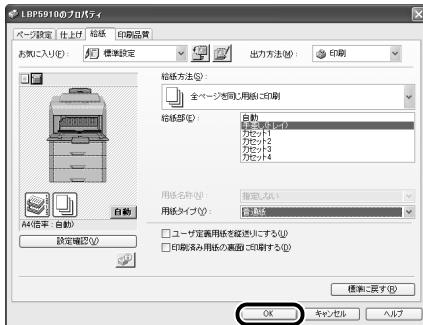 LBP5910のプロパティ
ページ設定 仕上げ 給紙 印刷品質
お気に入り(F): 標準設定 出力方法(M): 印刷
給紙方法(S):
全ページを同じ用紙に印刷
給紙部(E): 自動
手差し(トレイ)
カセット1
カセット2
カセット3
カセット4
用紙名称(N): 指定しない
自動 用紙タイプ(Y): 普通紙
A4(倍率:自動)
設定確認(V)
ユーザ定義用紙を縦送りにする(U)
印刷済み用紙の裏面に印刷する(D)
標準に戻す(R)
OK キャンセル ヘルプ